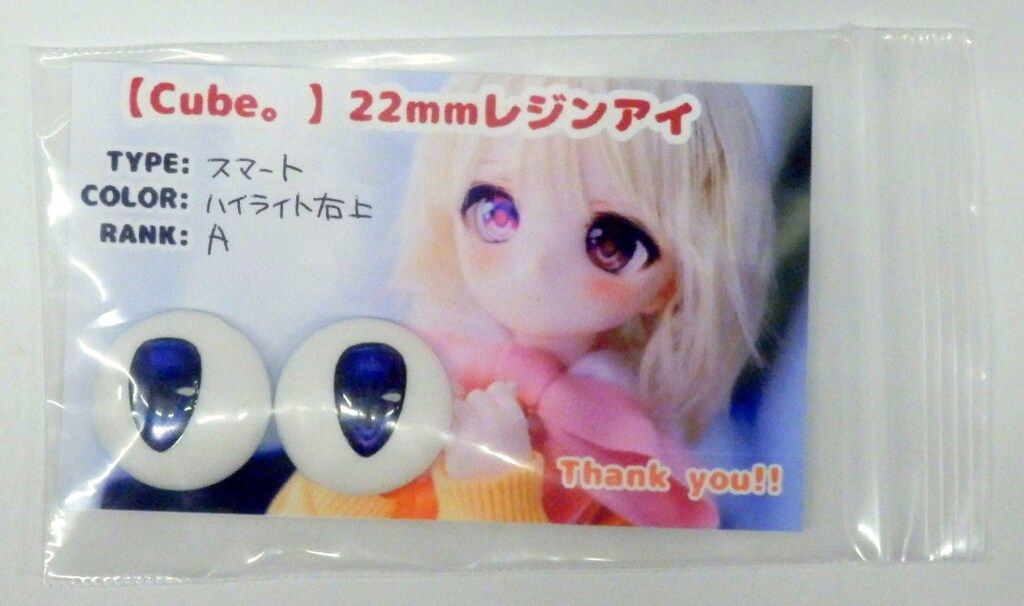 【Cube。】22mmレジンアイ
TYPE: スマート
COLOR: ハイライト右上
RANK: A
Thank you!!